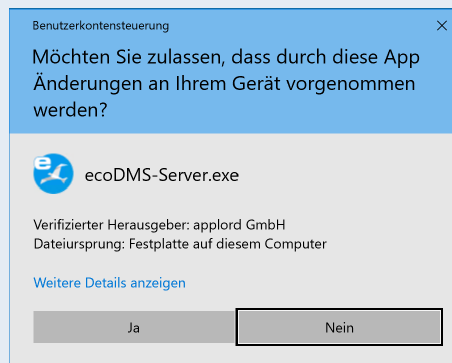 Benutzerkontensteuerung
Möchten Sie zulassen, dass durch diese App
Änderungen an Ihrem Gerät vorgenommen
werden?
e
ecoDMS-Server.exe
Verifizierter Herausgeber: applord GmbH
Dateiursprung: Festplatte auf diesem Computer
Weitere Details anzeigen
Ja
Nein